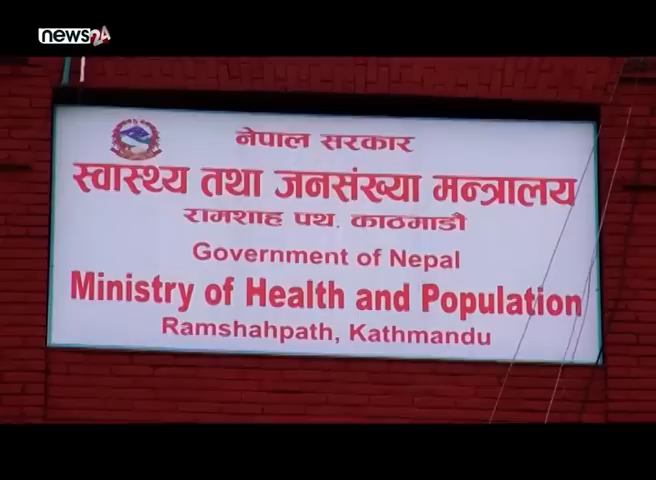 news24
नेपाल सरकार
स्वास्थ्य तथा जनसंख्या मन्त्रालय
रामशाह पथ, काठमाडौं
Government of Nepal
Ministry of Health and Population
Ramshahpath, Kathmandu